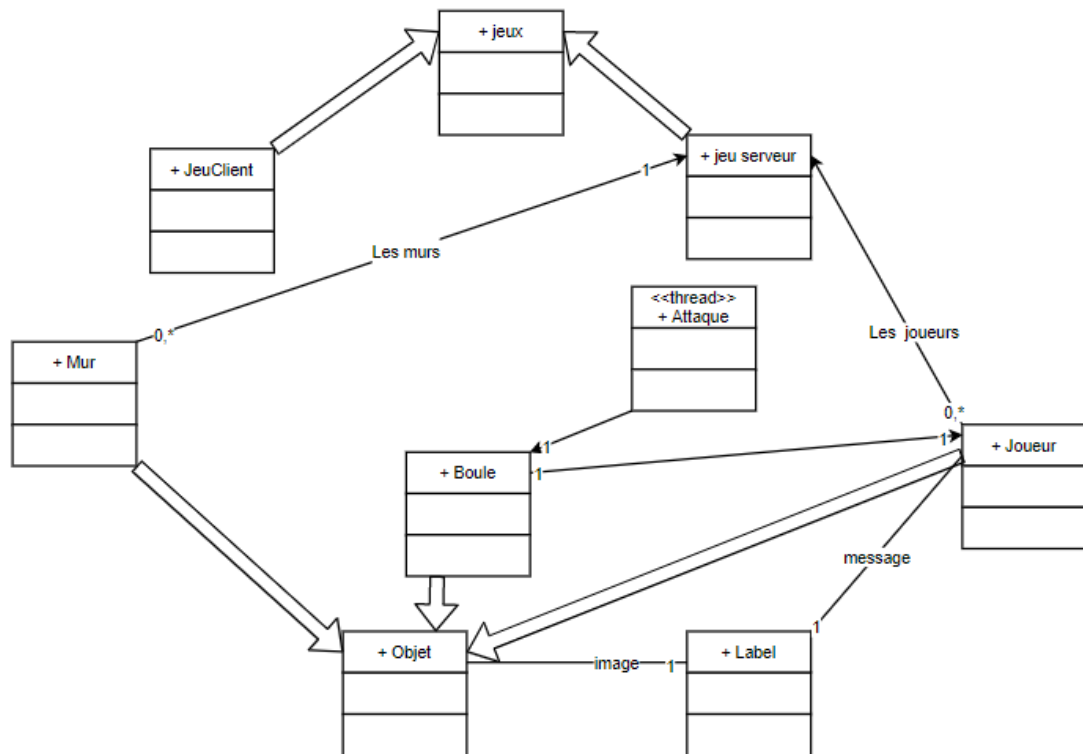 + jeux
+ JeuClient
+ jeu serveur
1
Les murs
0,*
<<thread>>
+ Attaque
Les joueurs
0,*
+ Mur
1
+ Joueur
1
+ Boule
1
message
1
+ Objet
image
1
+ Label